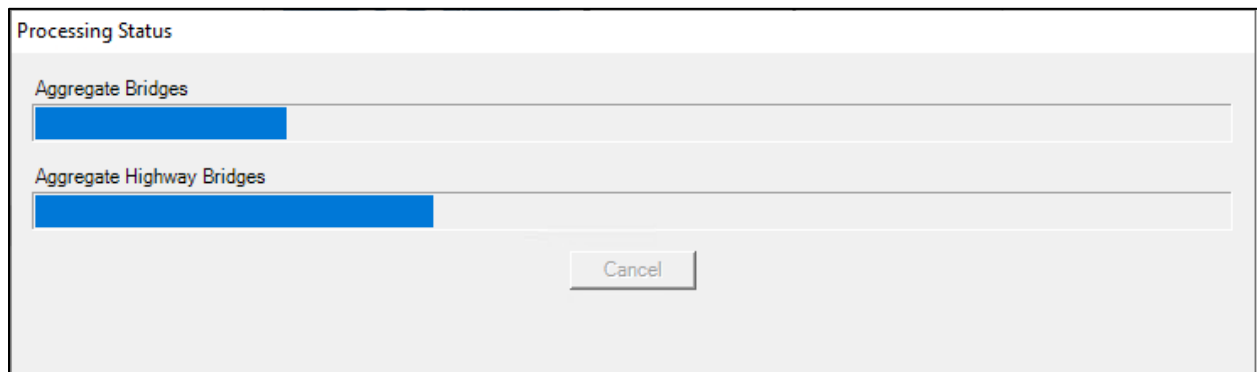 Processing Status
Aggregate Bridges
Aggregate Highway Bridges
Cancel